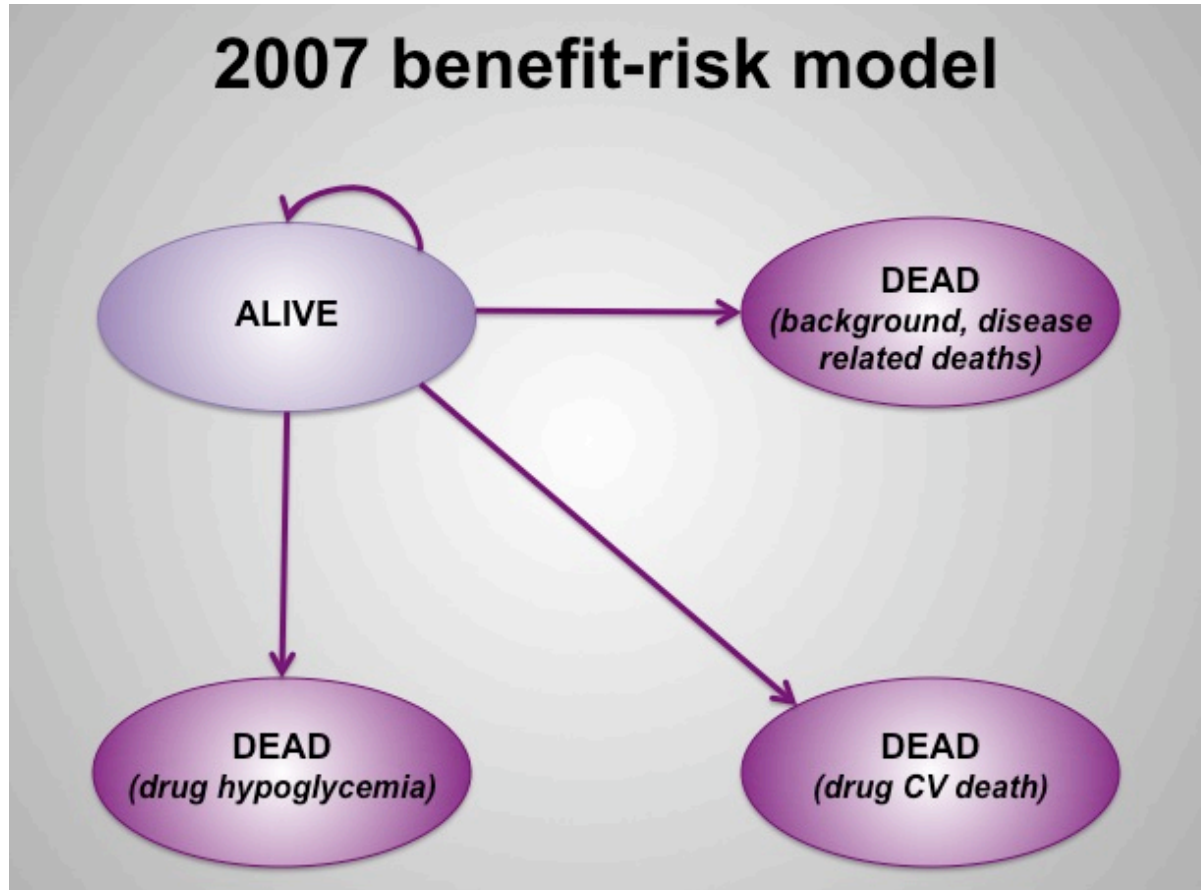 2007 benefit-risk model
ALIVE
DEAD
(background, disease
related deaths)
DEAD
(drug hypoglycemia)
DEAD
(drug CV death)